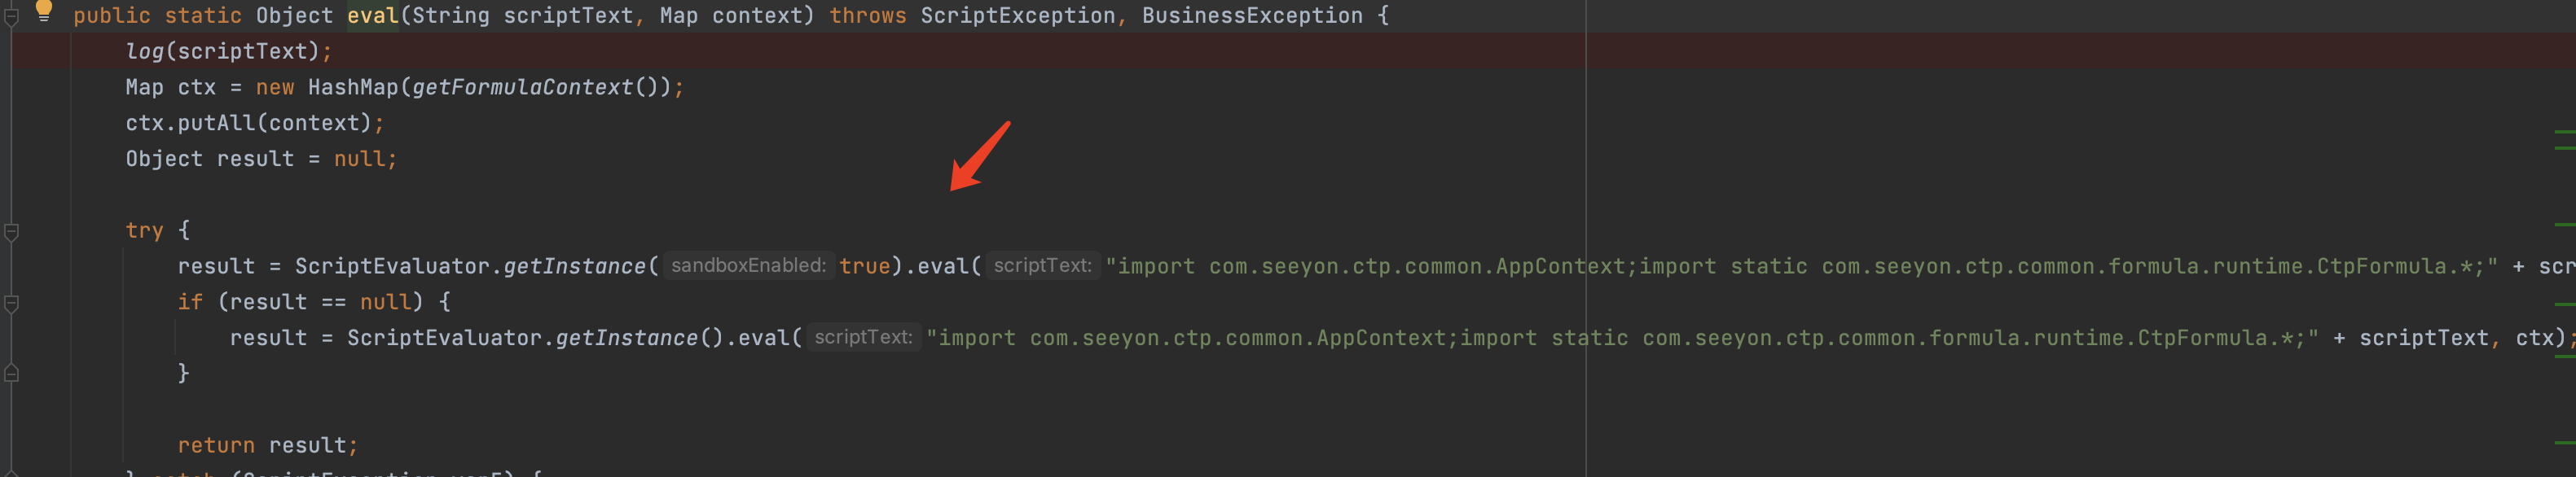 public static Object eval(String scriptText, Map context) throws ScriptException, BusinessException {
log(scriptText);
Map ctx = new HashMap(getFormulaContext());
ctx.putAll(context);
Object result = null;
try {
result = ScriptEvaluator.getInstance( sandboxEnabled: true).eval( scriptText: "import com.seeyon.ctp.common.AppContext;import static com.seeyon.ctp.common.formula.runtime.CtpFormula.*;" + scr
if (result == null) {
result = ScriptEvaluator.getInstance().eval( scriptText: "import com.seeyon.ctp.common.AppContext;import static com.seeyon.ctp.common.formula.runtime.CtpFormula.*;" + scriptText, ctx);
}
return result;
} catch (ScriptException var5) {